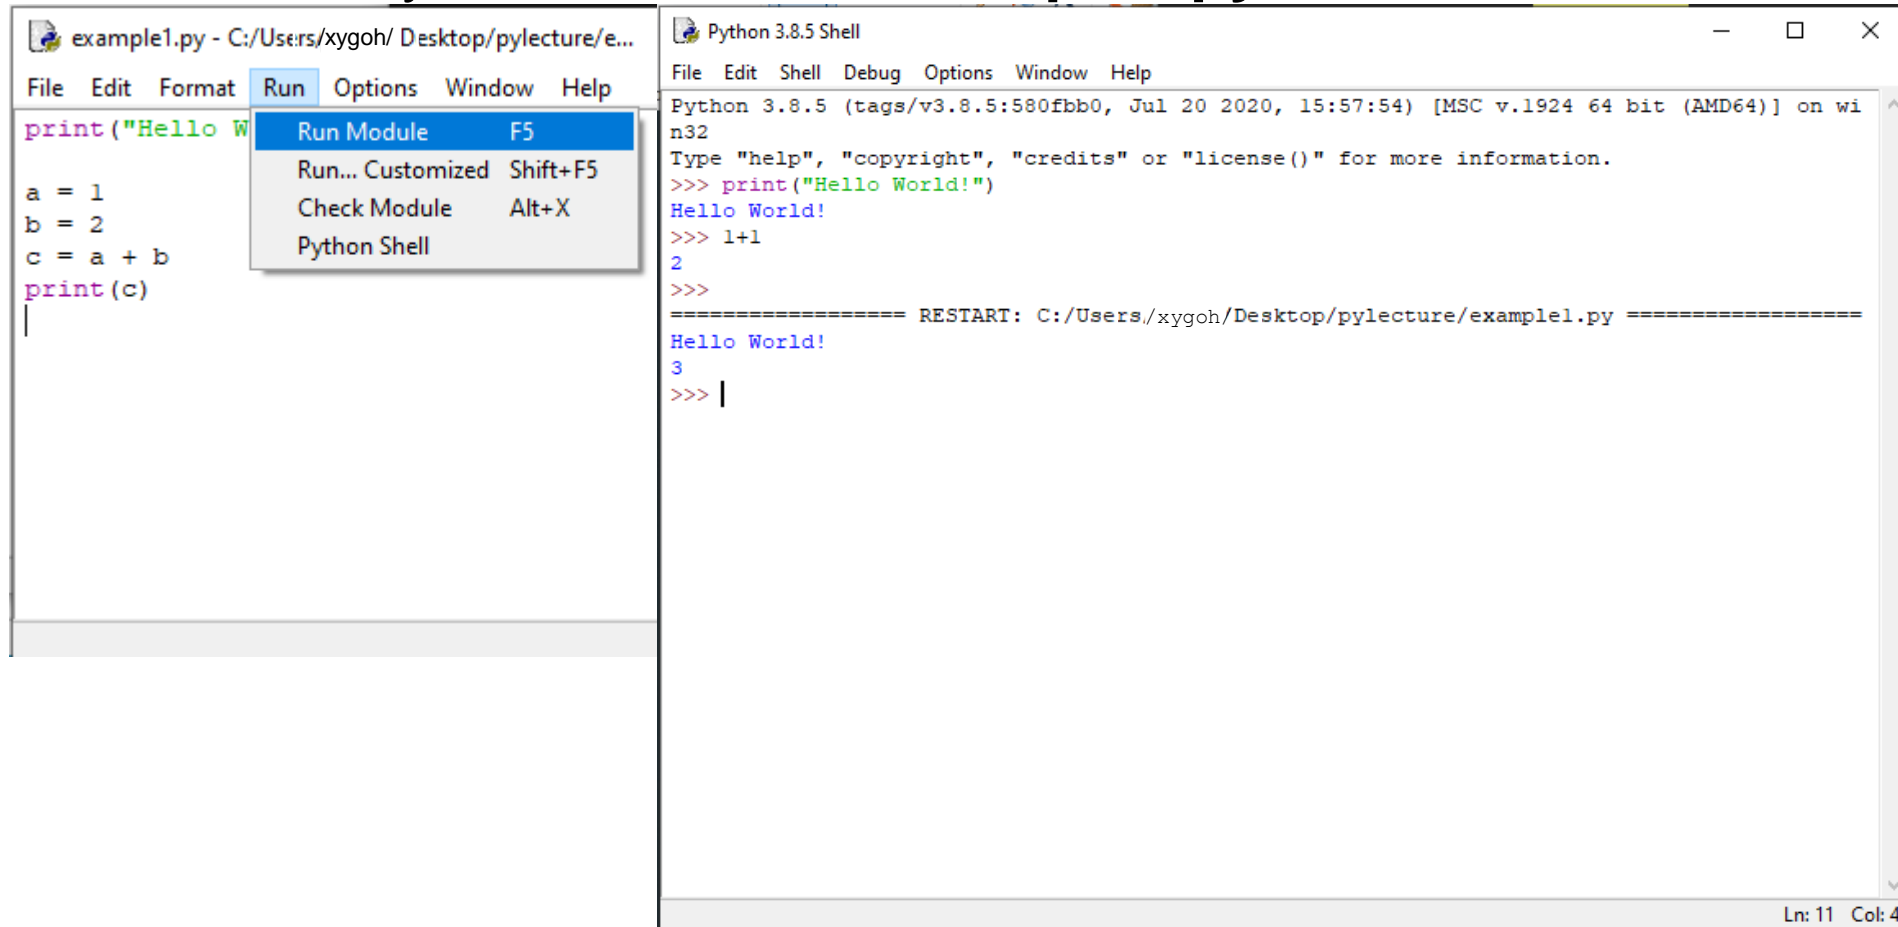 example1.py - C:/Users/xygoh/ Desktop/pylecture/e...
File Edit Format Run Options Window Help
print("Hello W
Run Module F5
Run... Customized Shift+F5
Check Module Alt+X
Python Shell
a = 1
b = 2
c = a + b
print(c)
Python 3.8.5 Shell
File Edit Shell Debug Options Window Help
Python 3.8.5 (tags/v3.8.5:580fbb0, Jul 20 2020, 15:57:54) [MSC v.1924 64 bit (AMD64)] on wi
n32
Type "help", "copyright", "credits" or "license()" for more information.
>>> print("Hello World!")
Hello World!
>>> 1+1
2
>>>
================== RESTART: C:/Users/xygoh/Desktop/pylecture/example1.py ==================
Hello World!
3
>>>
Ln: 11 Col: 4